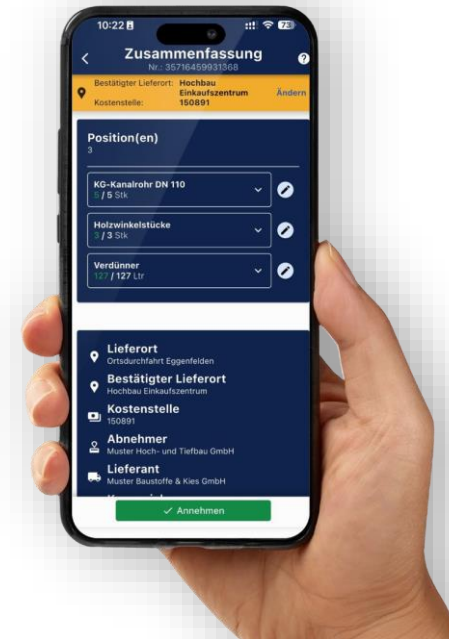 10:22
73
Zusammenfassung
?
Nr.: 35716459931368
Bestätigter Lieferort: Hochbau
Einkaufszentrum
Ändern
Kostenstelle: 150891
Position(en)
3
KG-Kanalrohr DN 110
5 / 5 Stk
Holzwinkelstücke
3 / 3 Stk
Verdünner
127 / 127 Ltr
Lieferort
Ortsdurchfahrt Eggenfelden
Bestätigter Lieferort
Hochbau Einkaufszentrum
Kostenstelle
150891
Abnehmer
Muster Hoch- und Tiefbau GmbH
Lieferant
Muster Baustoffe & Kies GmbH
Annehmen